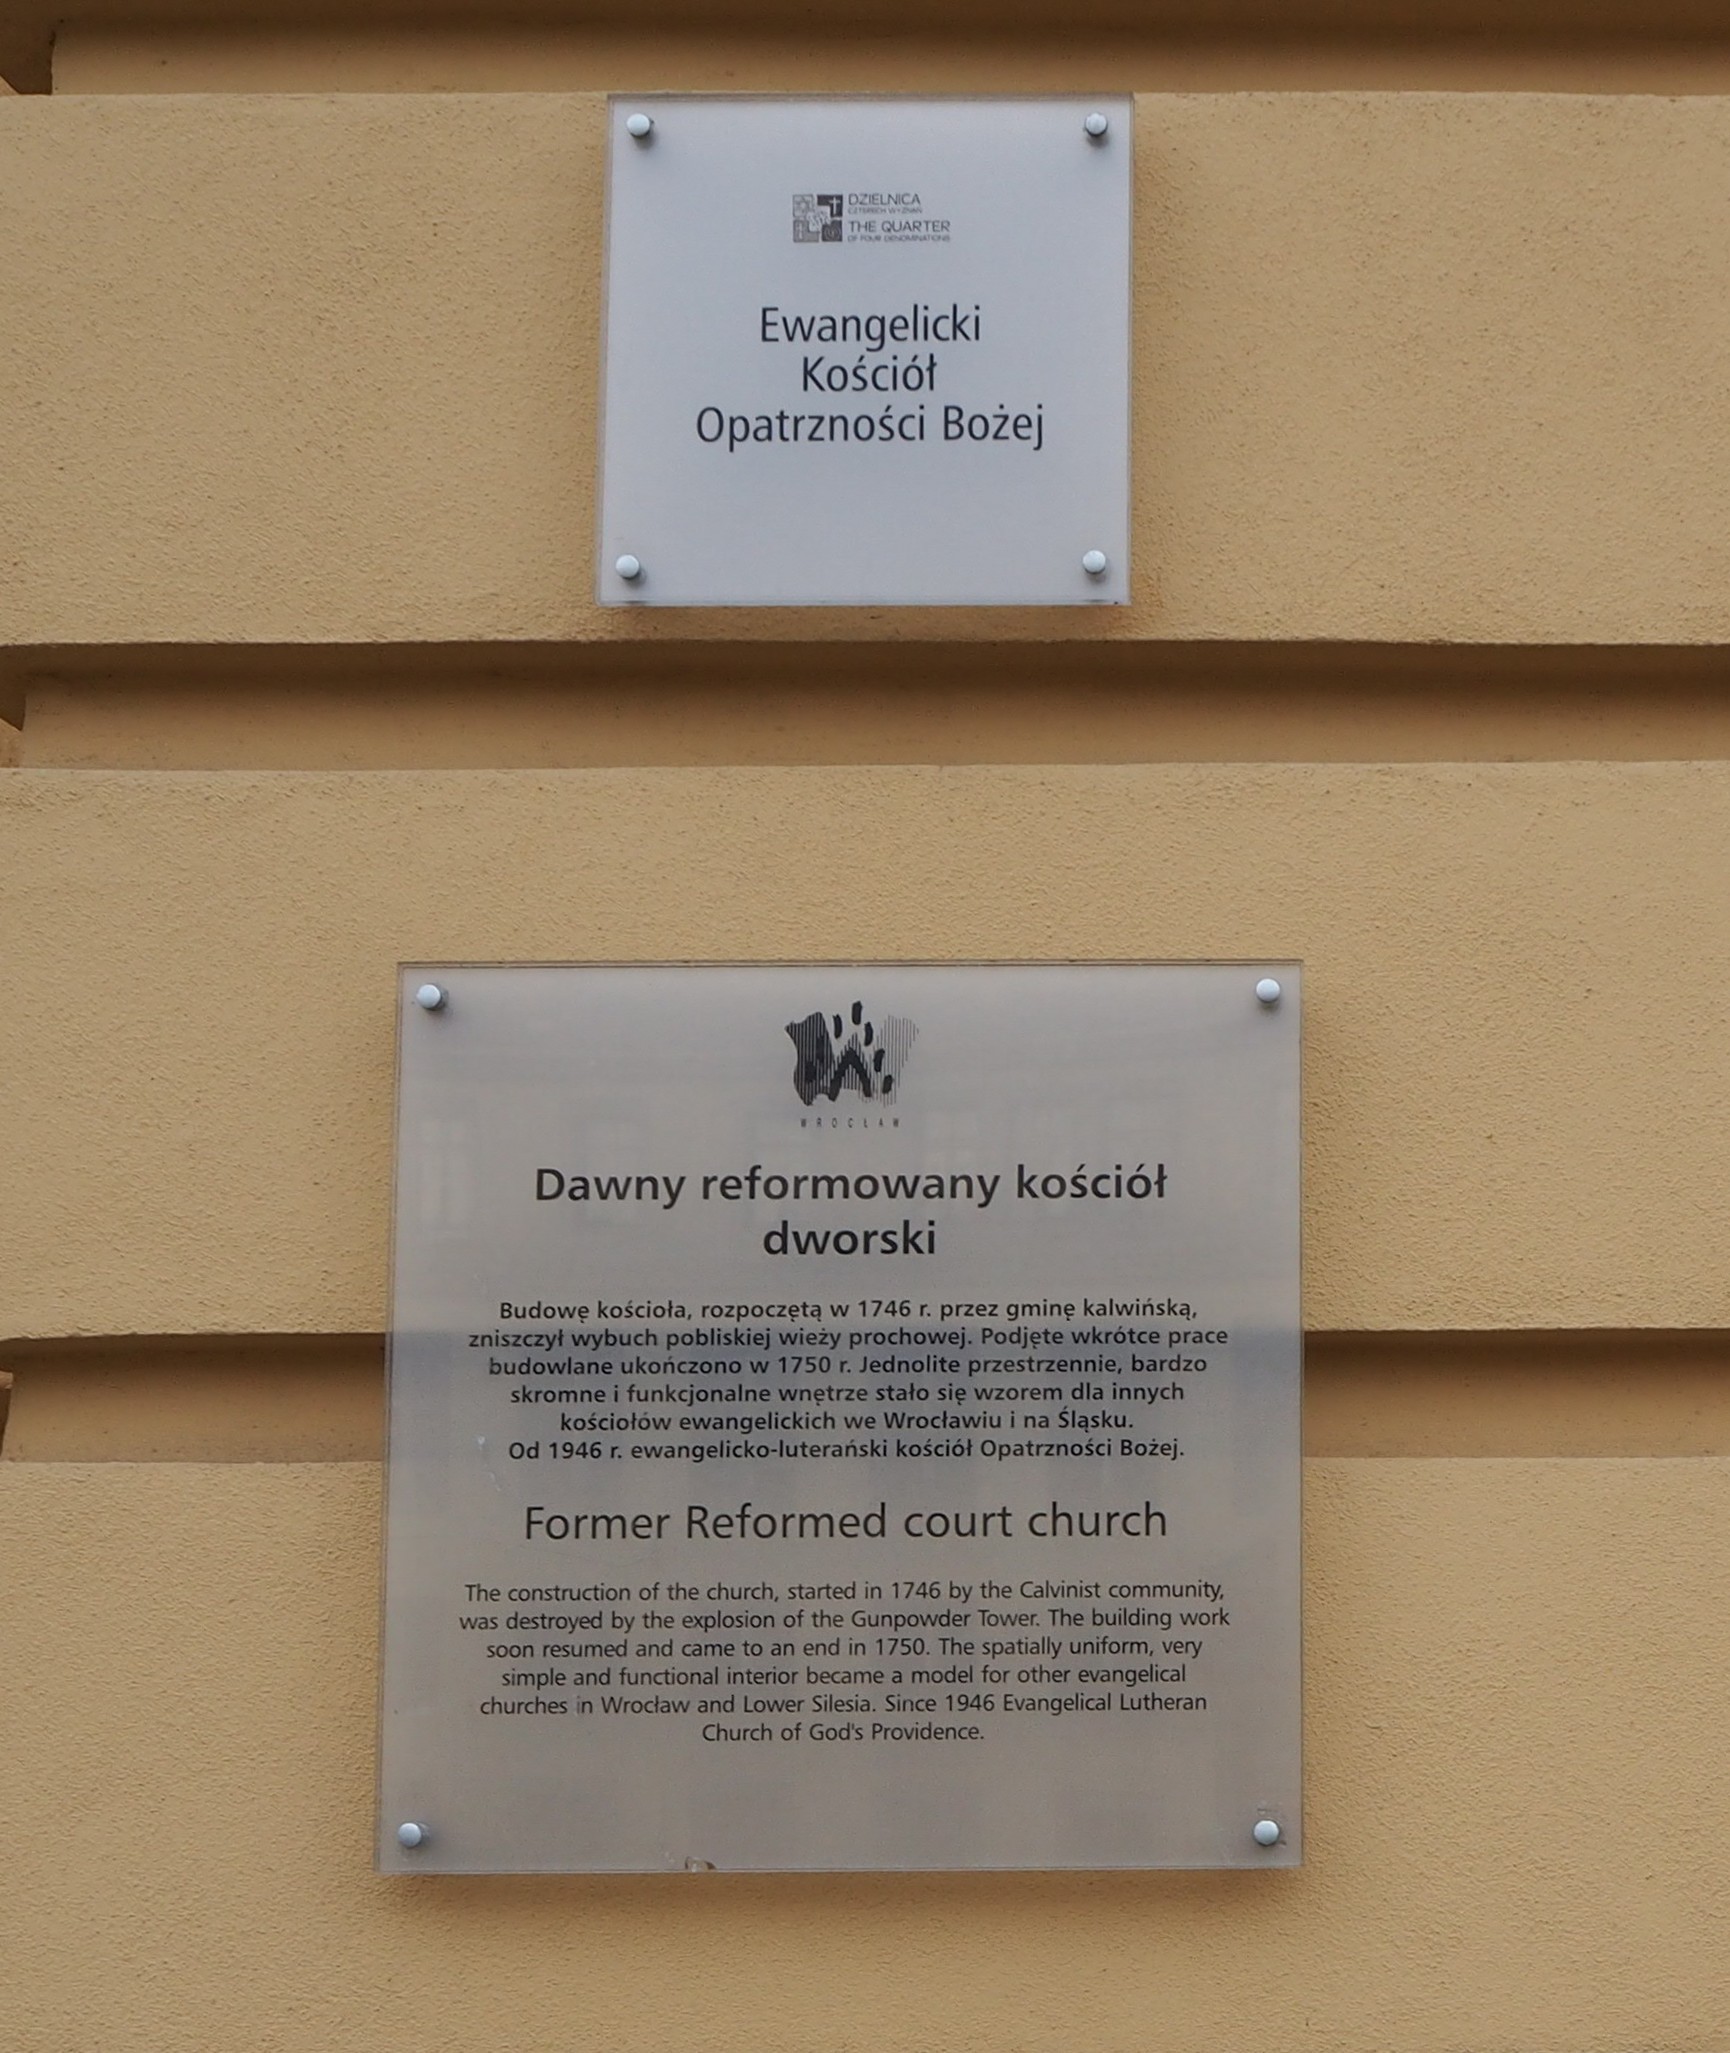 DZIELNICA
CZTERECH WYZNAŃ
THE QUARTER
OF FOUR DENOMINATIONS
Ewangelicki
Kościół
Opatrzności Bożej
WROCŁAW
Dawny reformowany kościół
dworski
Budowę kościoła, rozpoczętą w 1746 r. przez gminę kalwińską,
zniszczył wybuch pobliskiej wieży prochowej. Podjęte wkrótce prace
budowlane ukończono w 1750 r. Jednolite przestrzennie, bardzo
skromne i funkcjonalne wnętrze stało się wzorem dla innych
kościołów ewangelickich we Wrocławiu i na Śląsku.
Od 1946 r. ewangelicko-luterański kościół Opatrzności Bożej.
Former Reformed court church
The construction of the church, started in 1746 by the Calvinist community,
was destroyed by the explosion of the Gunpowder Tower. The building work
soon resumed and came to an end in 1750. The spatially uniform, very
simple and functional interior became a model for other evangelical
churches in Wrocław and Lower Silesia. Since 1946 Evangelical Lutheran
Church of God's Providence.